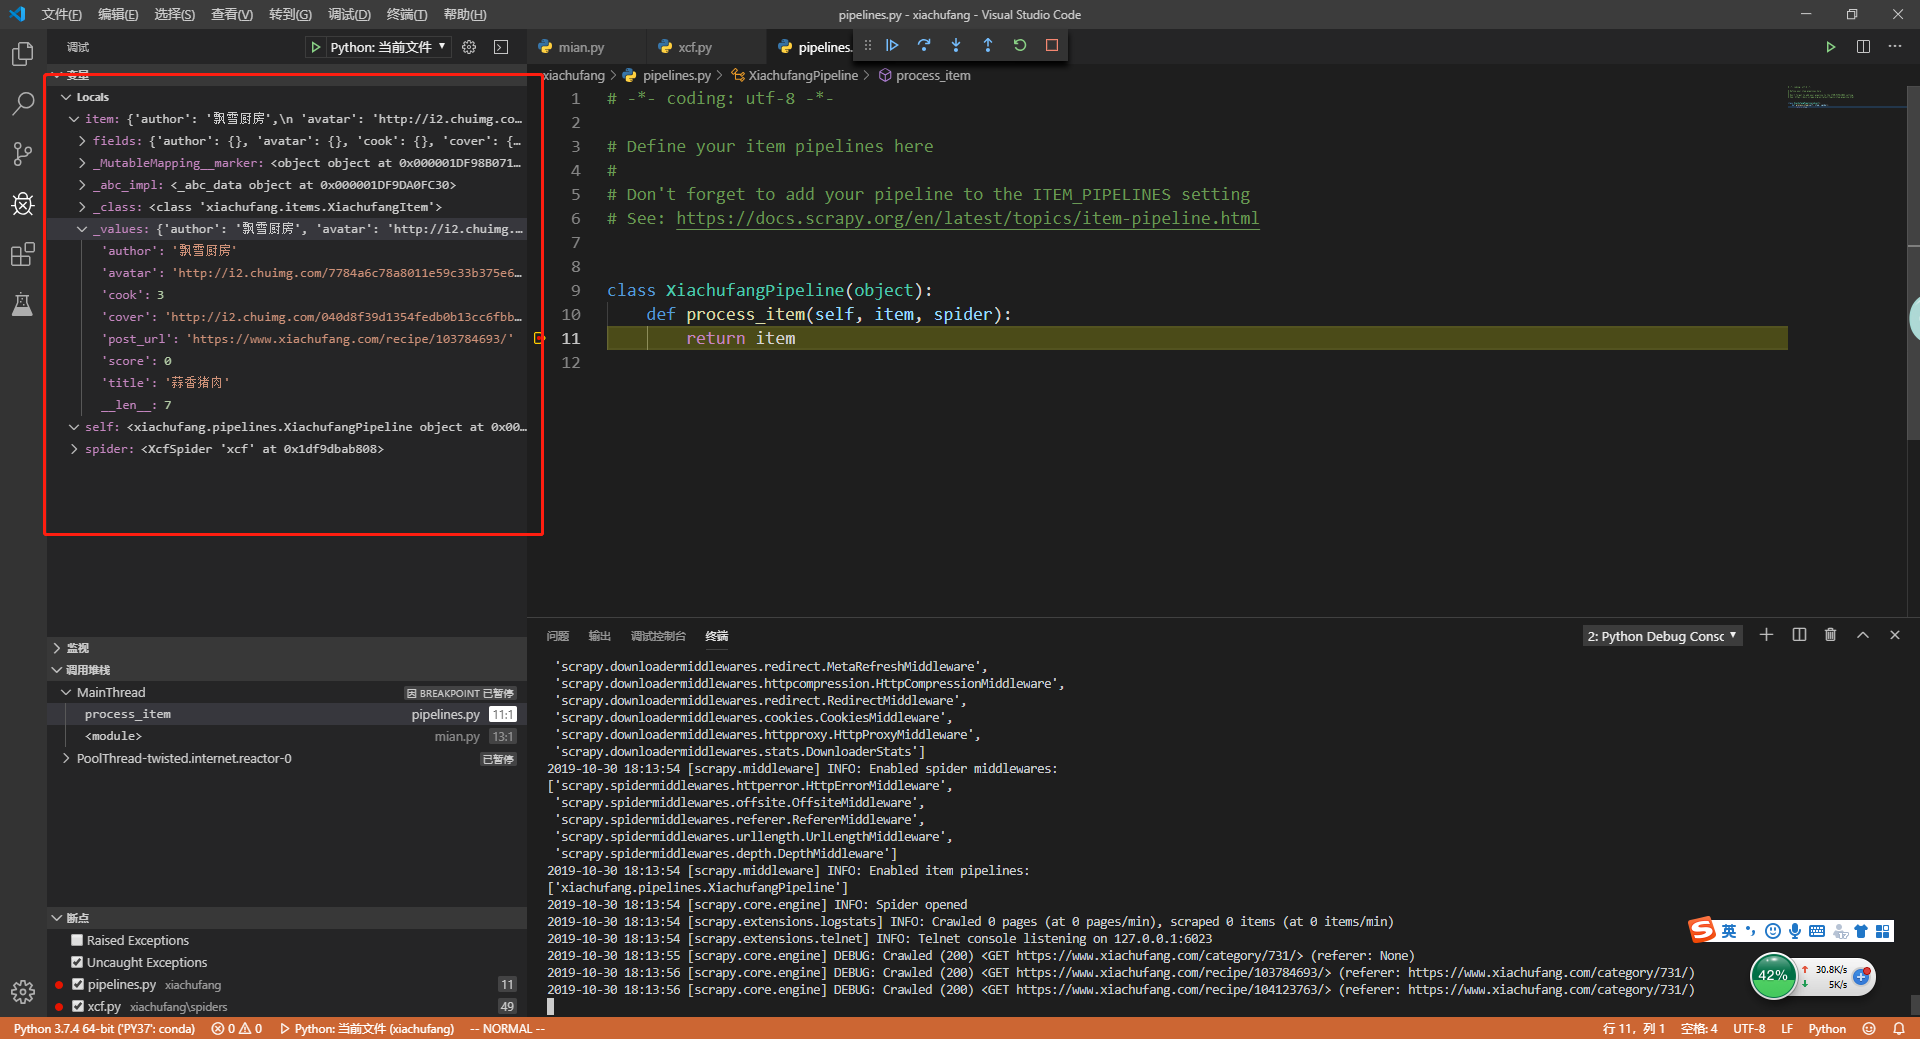 文件(F) 编辑(E) 选择(S) 查看(V) 转到(G) 调试(D) 终端(T) 帮助(H)
pipelines.py - xiachufang - Visual Studio Code
调试
Python: 当前文件
mian.py
xcf.py
pipelines.
变量
xiachufang > pipelines.py > XiachufangPipeline > process_item
Locals
item: {'author': '飘雪厨房',\n 'avatar': 'http://i2.chuimg.co…
fields: {'author': {}, 'avatar': {}, 'cook': {}, 'cover': {…
_MutableMapping__marker: <object object at 0x000001DF98B071…
_abc_impl: <_abc_data object at 0x000001DF9DA0FC30>
_class: <class 'xiachufang.items.XiachufangItem'>
_values: {'author': '飘雪厨房', 'avatar': 'http://i2.chuimg.…
'author': '飘雪厨房'
'avatar': 'http://i2.chuimg.com/7784a6c78a8011e59c33b375e6…
'cook': 3
'cover': 'http://i2.chuimg.com/040d8f39d1354fedb0b13cc6fbb…
'post_url': 'https://www.xiachufang.com/recipe/103784693/'
'score': 0
'title': '蒜香猪肉'
__len__: 7
self: <xiachufang.pipelines.XiachufangPipeline object at 0x00…
spider: <XcfSpider 'xcf' at 0x1df9dbab808>
1 # -*- coding: utf-8 -*-
2
3 # Define your item pipelines here
4 #
5 # Don't forget to add your pipeline to the ITEM_PIPELINES setting
6 # See: https://docs.scrapy.org/en/latest/topics/item-pipeline.html
7
8
9 class XiachufangPipeline(object):
10 def process_item(self, item, spider):
11 return item
12
监视
调用堆栈
MainThread 因 BREAKPOINT 已暂停
process_item pipelines.py 11:1
<module> mian.py 13:1
PoolThread-twisted.internet.reactor-0 已暂停
断点
Raised Exceptions
Uncaught Exceptions
pipelines.py xiachufang 11
xcf.py xiachufang\spiders 49
问题 输出 调试控制台 终端
2: Python Debug Consc
'scrapy.downloadermiddlewares.redirect.MetaRefreshMiddleware',
'scrapy.downloadermiddlewares.httpcompression.HttpCompressionMiddleware',
'scrapy.downloadermiddlewares.redirect.RedirectMiddleware',
'scrapy.downloadermiddlewares.cookies.CookiesMiddleware',
'scrapy.downloadermiddlewares.httpproxy.HttpProxyMiddleware',
'scrapy.downloadermiddlewares.stats.DownloaderStats']
2019-10-30 18:13:54 [scrapy.middleware] INFO: Enabled spider middlewares:
['scrapy.spidermiddlewares.httperror.HttpErrorMiddleware',
'scrapy.spidermiddlewares.offsite.OffsiteMiddleware',
'scrapy.spidermiddlewares.referer.RefererMiddleware',
'scrapy.spidermiddlewares.urllength.UrlLengthMiddleware',
'scrapy.spidermiddlewares.depth.DepthMiddleware']
2019-10-30 18:13:54 [scrapy.middleware] INFO: Enabled item pipelines:
['xiachufang.pipelines.XiachufangPipeline']
2019-10-30 18:13:54 [scrapy.core.engine] INFO: Spider opened
2019-10-30 18:13:54 [scrapy.extensions.logstats] INFO: Crawled 0 pages (at 0 pages/min), scraped 0 items (at 0 items/min)
2019-10-30 18:13:54 [scrapy.extensions.telnet] INFO: Telnet console listening on 127.0.0.1:6023
2019-10-30 18:13:55 [scrapy.core.engine] DEBUG: Crawled (200) <GET https://www.xiachufang.com/category/731/> (referer: None)
2019-10-30 18:13:56 [scrapy.core.engine] DEBUG: Crawled (200) <GET https://www.xiachufang.com/recipe/103784693/> (referer: https://www.xiachufang.com/category/731/)
2019-10-30 18:13:56 [scrapy.core.engine] DEBUG: Crawled (200) <GET https://www.xiachufang.com/recipe/104123763/> (referer: https://www.xiachufang.com/category/731/)
S 英
42% 30.8K/s
5K/s
Python 3.7.4 64-bit ('PY37': conda) 0 0 Python: 当前文件 (xiachufang) -- NORMAL --
行 11，列 1 空格: 4 UTF-8 LF Python